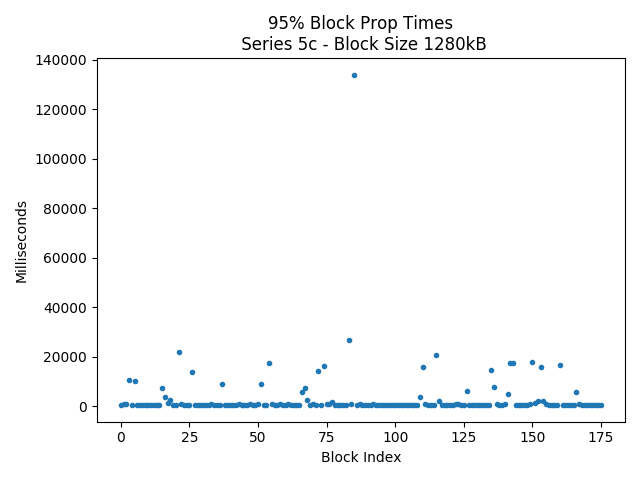 95% Block Prop Times
Series 5c - Block Size 1280kB
140000
120000
100000
80000
60000
40000
20000
0
Milliseconds
0 25 50 75 100 125 150 175
Block Index